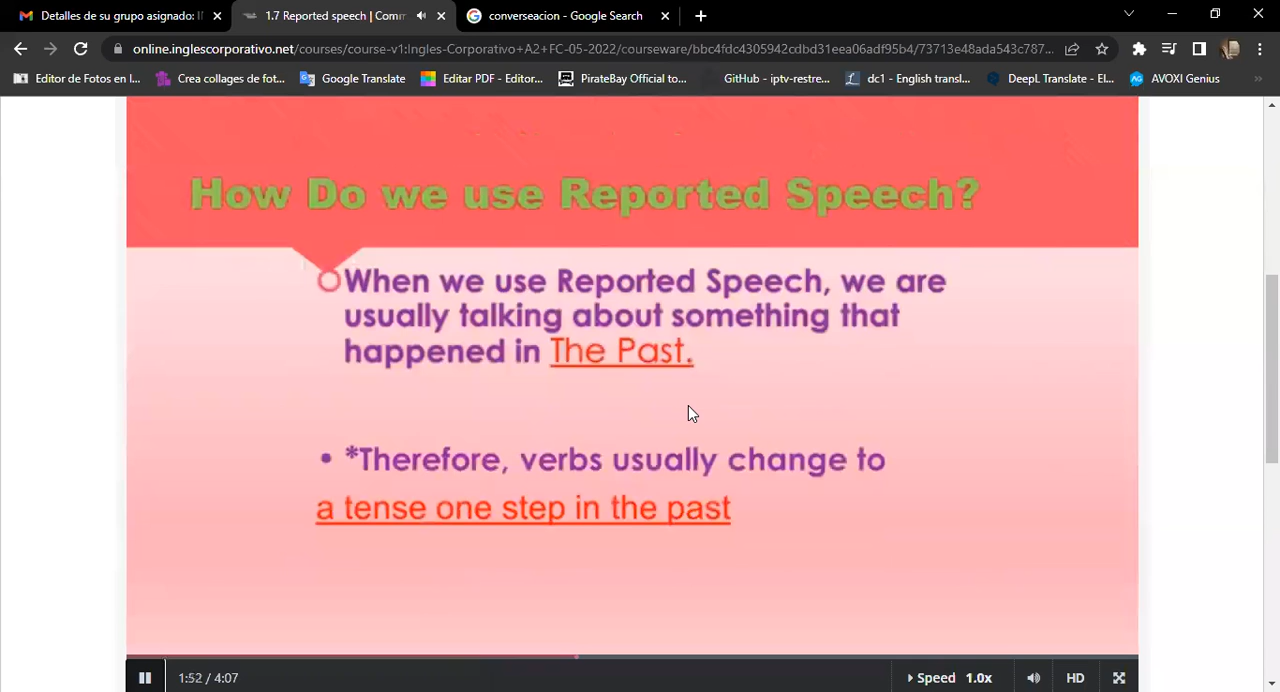 Detalles de su grupo asignado:
1.7 Reported speech | Comm
converseacion - Google Search
online.inglescorporativo.net/courses/course-v1:Ingles-Corporativo+A2+FC-05-2022/courseware/bbc4fdc4305942cdbd31eea06adf95b4/73713e48ada543c787...
Editor de Fotos en l...
Crea collages de fot...
Google Translate
Editar PDF - Editor...
PirateBay Official to...
GitHub - iptv-restre...
dc1 - English transl...
DeepL Translate - El...
AVOXI Genius
»
How Do we use Reported Speech?
When we use Reported Speech, we are
usually talking about something that
happened in The Past.
• *Therefore, verbs usually change to
a tense one step in the past
1:52 / 4:07
Speed 1.0x
HD